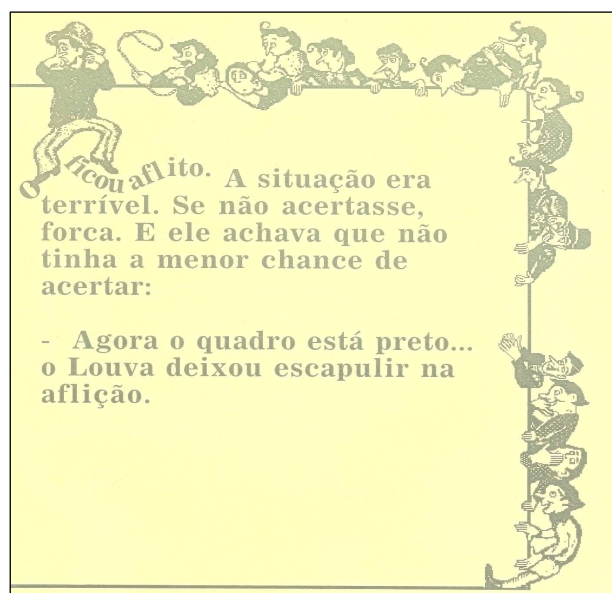 O ficou aflito. A situação era
terrível. Se não acertasse,
forca. E ele achava que não
tinha a menor chance de
acertar:
- Agora o quadro está preto...
o Louva deixou escapulir na
aflição.